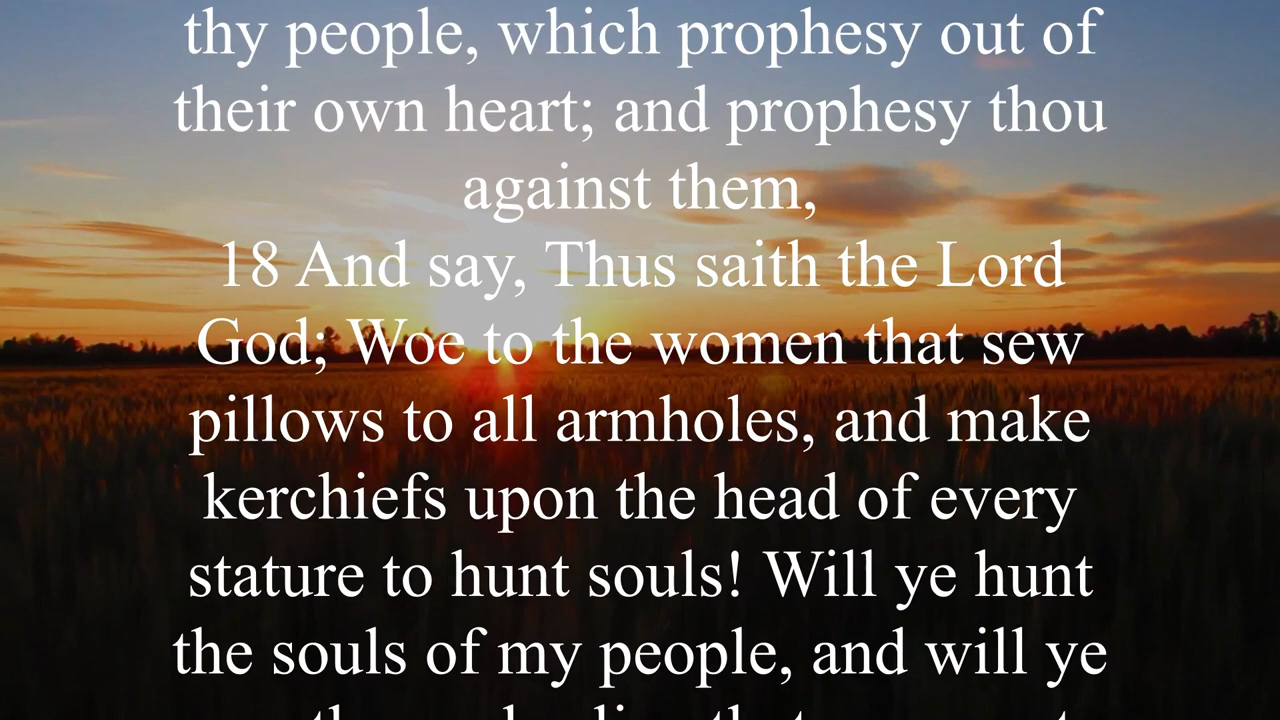 thy people, which prophesy out of
their own heart; and prophesy thou
against them,
18 And say, Thus saith the Lord
God; Woe to the women that sew
pillows to all armholes, and make
kerchiefs upon the head of every
stature to hunt souls! Will ye hunt
the souls of my people, and will ye